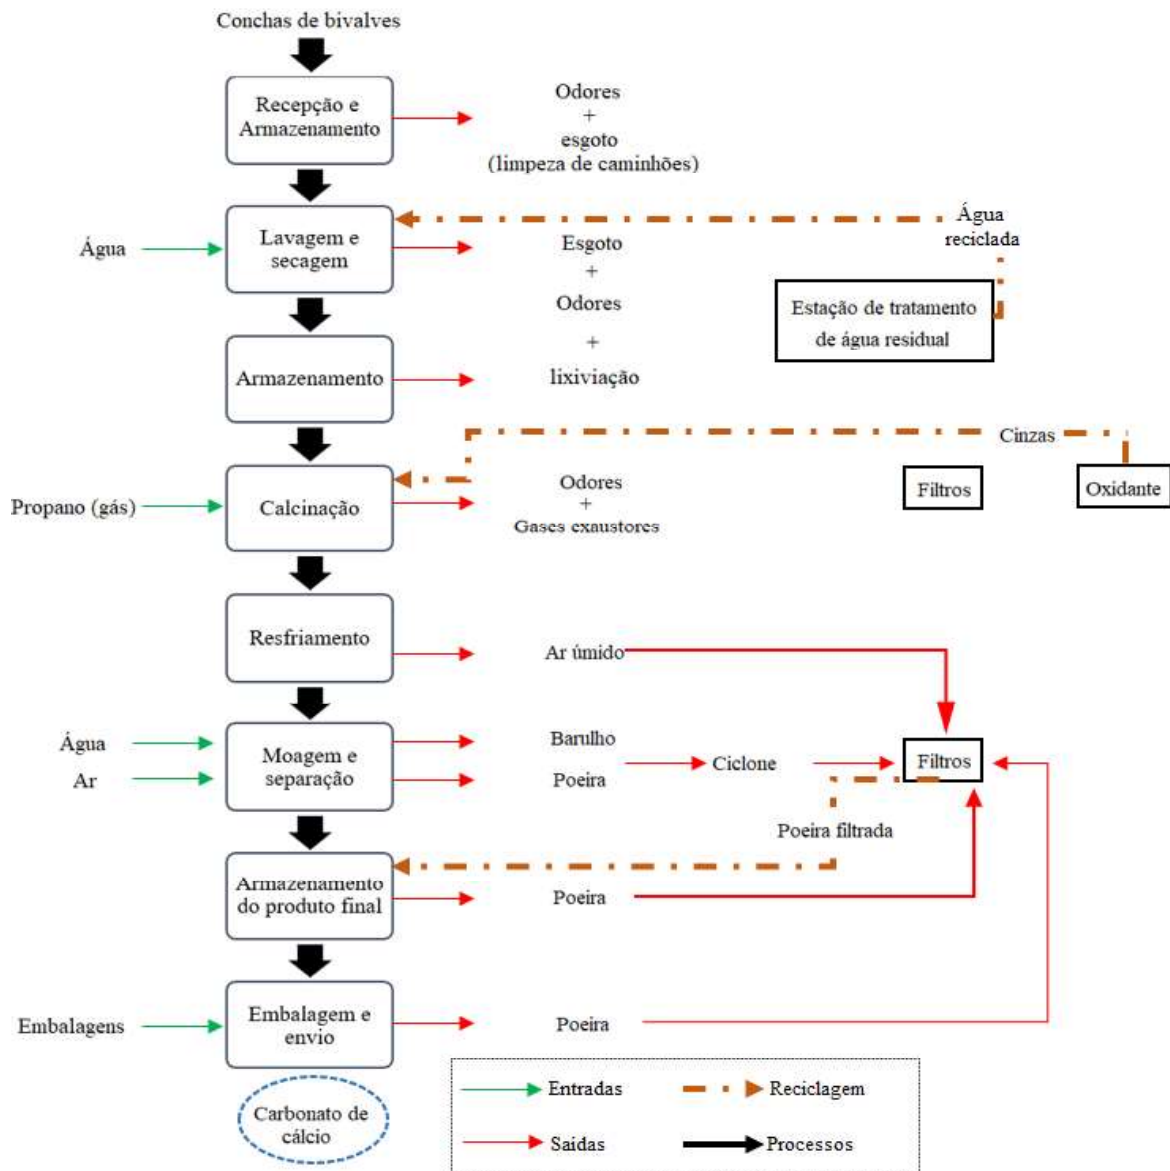 Conchas de bivalves
Recepção e
Armazenamento
Odores
+
esgoto
(limpeza de caminhões)
Água
Lavagem e
secagem
Esgoto
+
Odores
+
lixiviação
Água
reciclada
Estação de tratamento
de água residual
Armazenamento
Cinzas
Propano (gás)
Calcinação
Odores
+
Gases exaustores
Filtros
Oxidante
Resfriamento
Ar úmido
Água
Ar
Moagem e
separação
Barulho
Poeira
Ciclone
Filtros
Poeira filtrada
Armazenamento
do produto final
Poeira
Embalagens
Embalagem e
envio
Poeira
Carbonato de
cálcio
Entradas
Reciclagem
Saídas
Processos